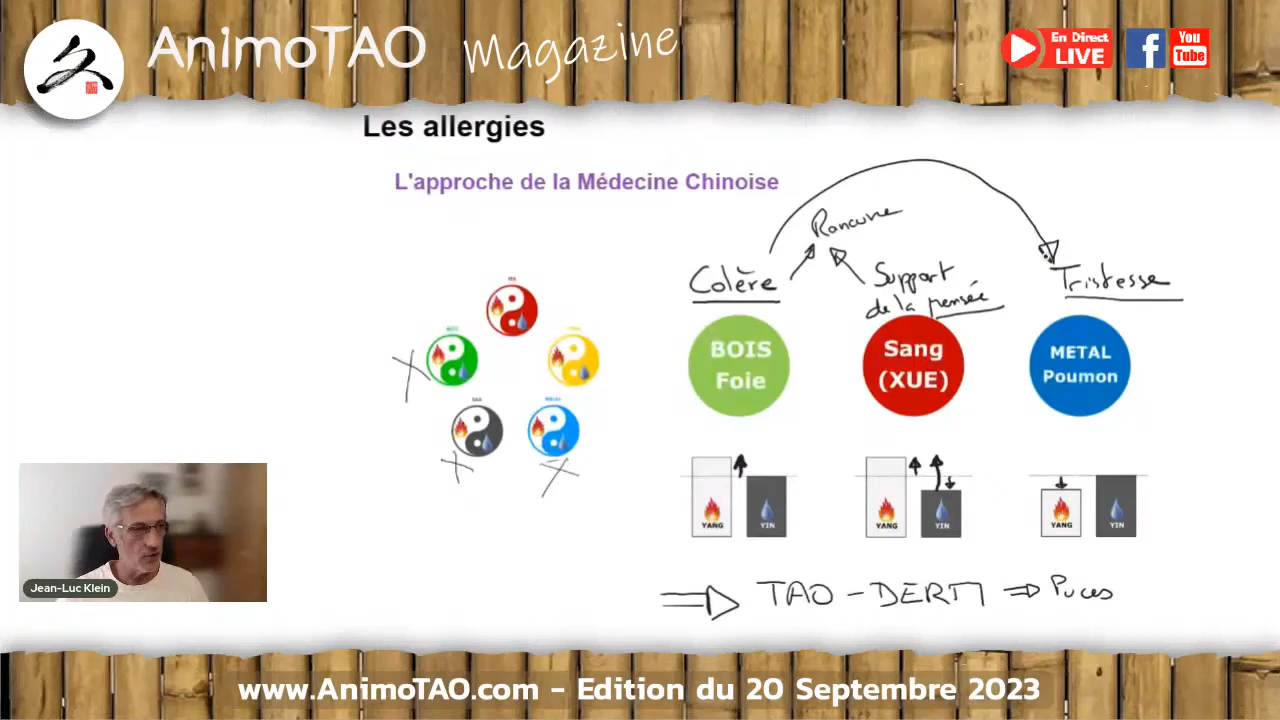 AnimoTAO Magazine
En Direct
LIVE
You
Tube
Les allergies
L'approche de la Médecine Chinoise
Rancune
Colère
Support
de la pensée
Tristesse
BOIS
Foie
Sang
(XUE)
METAL
Poumon
YANG
YIN
YANG
YIN
YANG
YIN
Jean-Luc Klein
TAO - DERM => Puces
www.AnimoTAO.com - Edition du 20 Septembre 2023